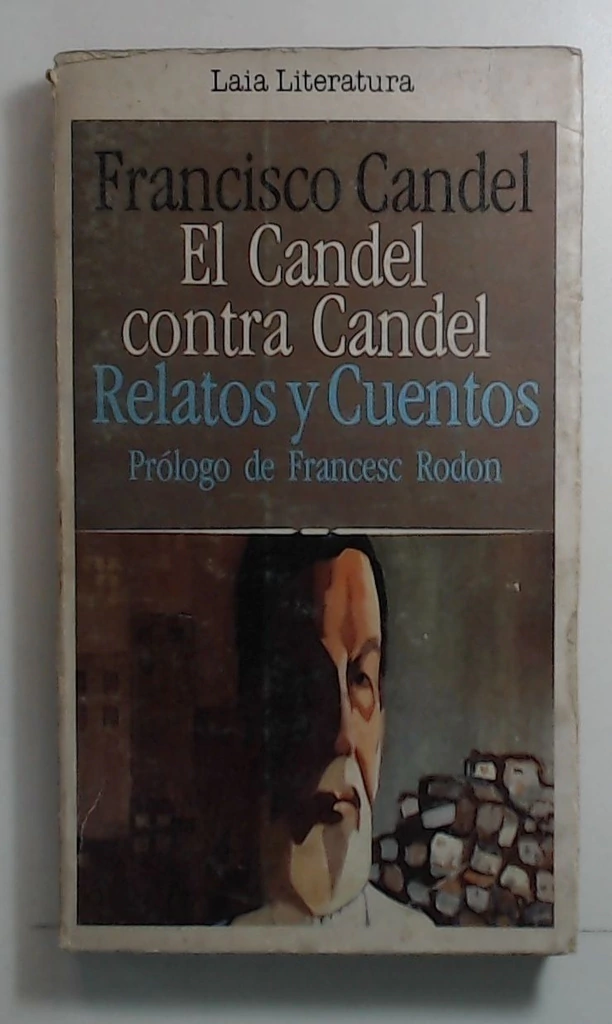 Laia Literatura
Francisco Candel
El Candel
contra Candel
Relatos y Cuentos
Prólogo de Francesc Rodon